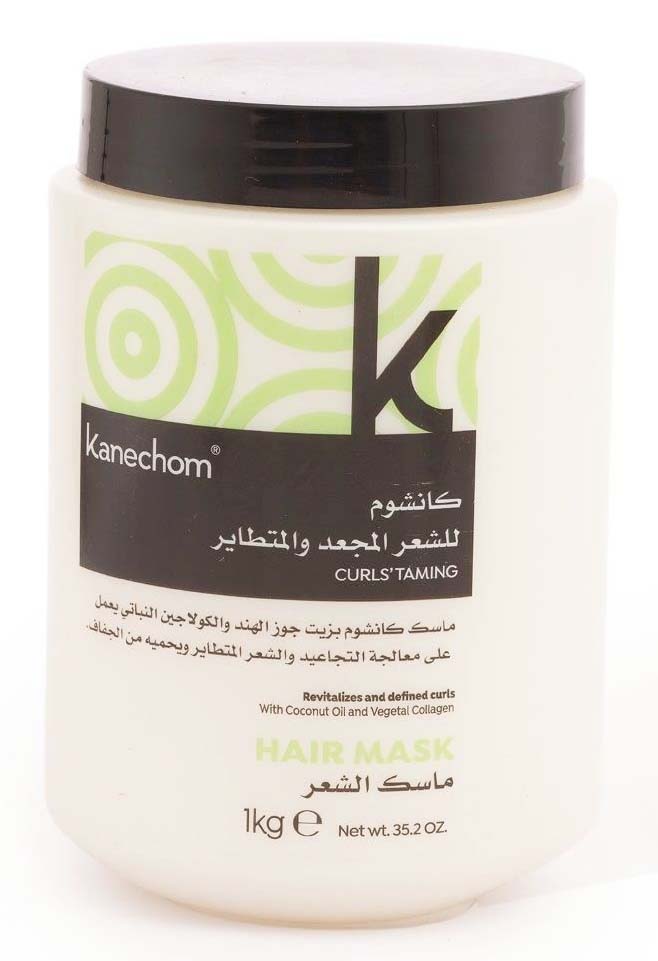 k
kanechom®
كانشوم
للشعر المجعد والمتطاير
CURLS'TAMING
ماسك كانشوم بزيت جوز الهند والكولاجين النباتي يعمل
على معالجة التجاعيد والشعر المتطاير ويحميه من الجفاف.
Revitalizes and defined curls
With Coconut Oil and Vegetal Collagen
HAIR MASK
ماسك الشعر
1kg ℮ Net wt. 35.2 OZ.